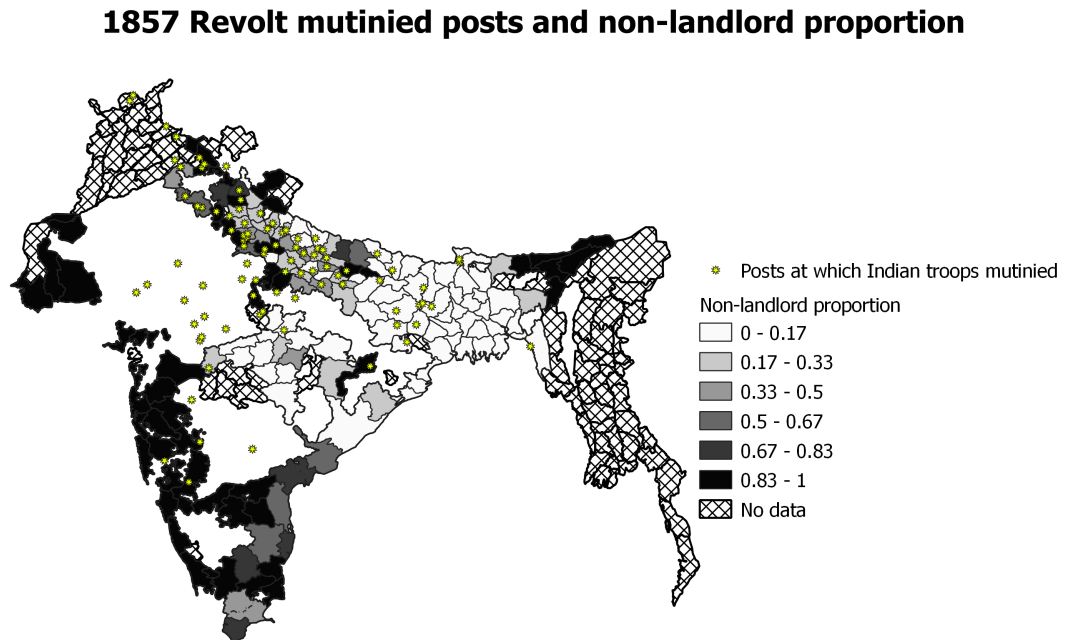 1857 Revolt mutinied posts and non-landlord proportion
Posts at which Indian troops mutinied
Non-landlord proportion
0 - 0.17
0.17 - 0.33
0.33 - 0.5
0.5 - 0.67
0.67 - 0.83
0.83 - 1
No data